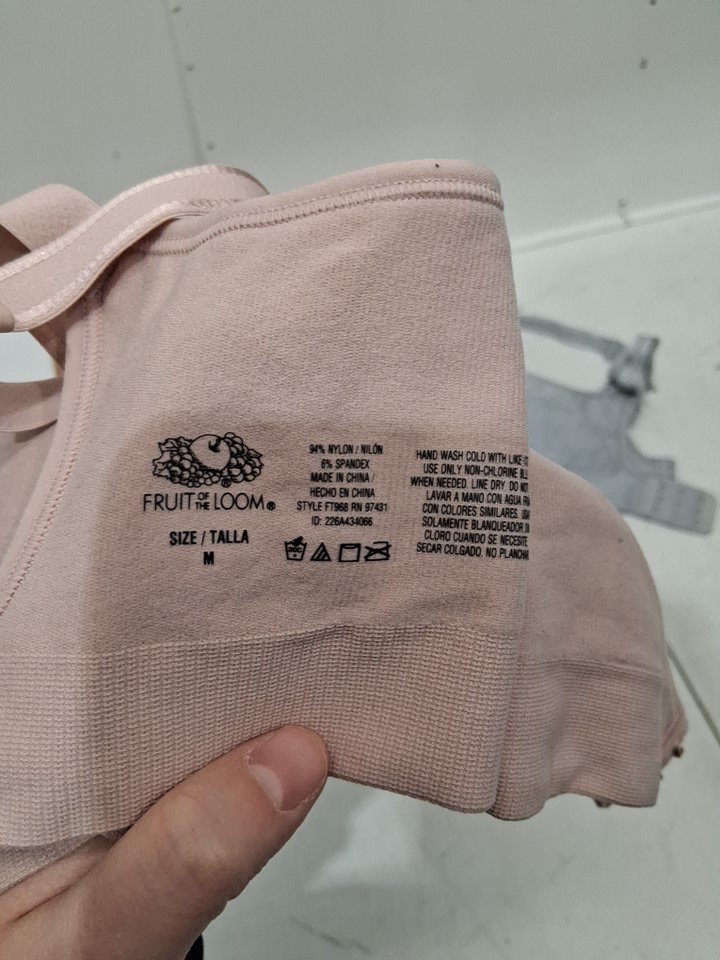 FRUIT OF THE LOOM®
SIZE / TALLA
M
94% NYLON / NILÓN
6% SPANDEX
MADE IN CHINA /
HECHO EN CHINA
STYLE FT968 RN 97431
ID: 226A434066
HAND WASH COLD WITH LIKE
USE ONLY NON-CHLORINE
WHEN NEEDED. LINE DRY. DO
LAVAR A MANO CON AGUA
CON COLORES SIMILARES.
SOLAMENTE BLANQUEADOR
CLORO CUANDO SE NECESITE
SECAR COLGADO. NO